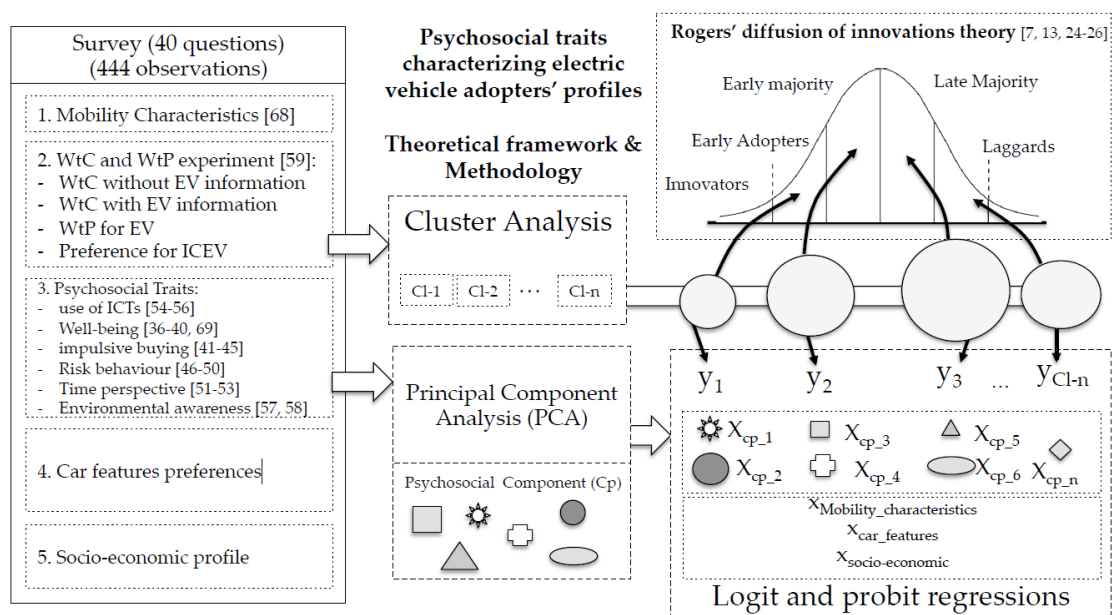 Survey (40 questions)
(444 observations)
1. Mobility Characteristics [68]
2. WtC and WtP experiment [59]:
- WtC without EV information
- WtC with EV information
- WtP for EV
- Preference for ICEV
3. Psychosocial Traits:
- use of ICTs [54-56]
- Well-being [36-40, 69]
- impulsive buying [41-45]
- Risk behaviour [46-50]
- Time perspective [51-53]
- Environmental awareness [57, 58]
4. Car features preferences
5. Socio-economic profile
Psychosocial traits
characterizing electric
vehicle adopters' profiles
Theoretical framework &
Methodology
Cluster Analysis
Cl-1 Cl-2 ... Cl-n
Principal Component
Analysis (PCA)
Psychosocial Component (Cp)
Rogers' diffusion of innovations theory [7, 13, 24-26]
Early majority
Late Majority
Early Adopters
Laggards
Innovators
y1 y2 y3 ... yCl-n
Xcp_1 Xcp_3 Xcp_5
Xcp_2 Xcp_4 Xcp_6 Xcp_n
xMobility_characteristics
xcar_features
xsocio-economic
Logit and probit regressions